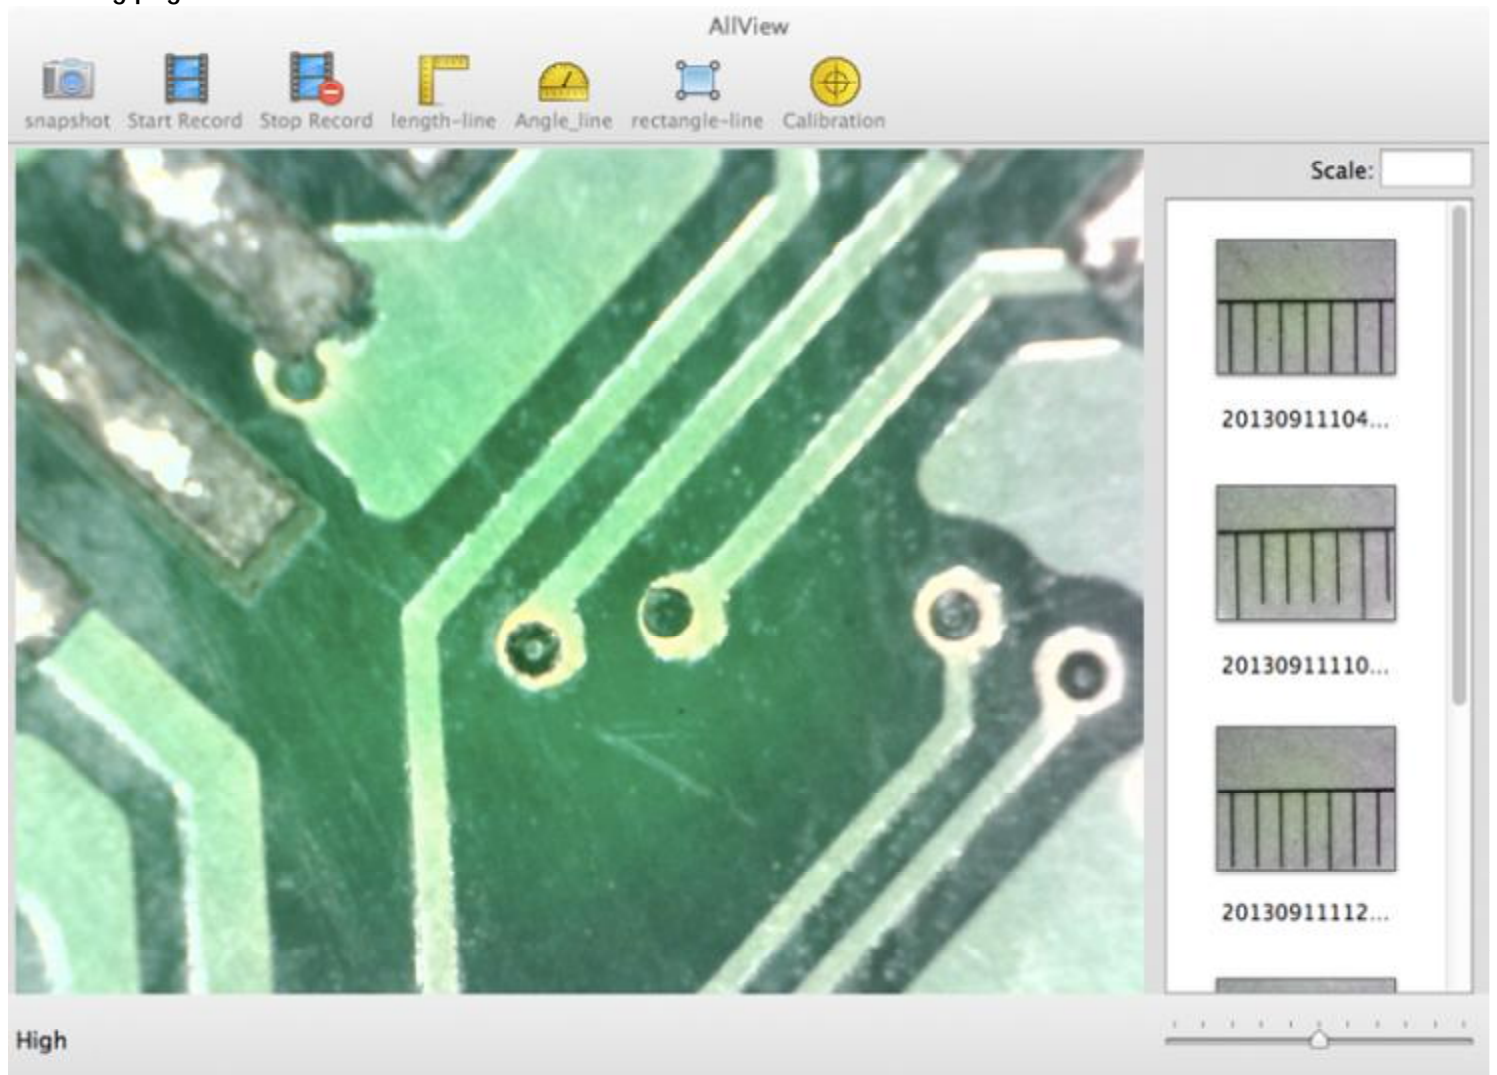 AllView
snapshot Start Record Stop Record length-line Angle_line rectangle-line Calibration
Scale:
20130911104...
20130911110...
20130911112...
High